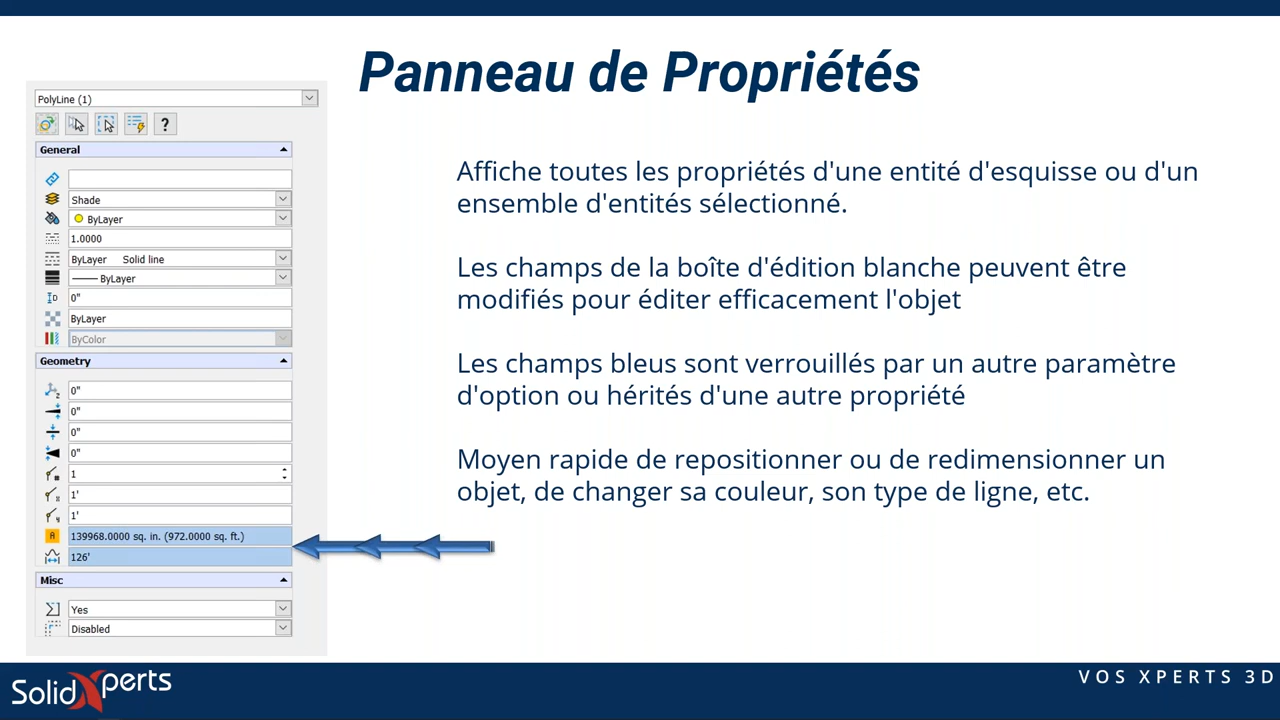 Panneau de Propriétés
PolyLine (1)
?
General
Shade
ByLayer
1.0000
ByLayer Solid line
ByLayer
0"
ByLayer
ByColor
Geometry
0"
0"
0"
0"
1
1'
1'
139968.0000 sq. in. (972.0000 sq. ft.)
126'
Misc
Yes
Disabled
Affiche toutes les propriétés d'une entité d'esquisse ou d'un
ensemble d'entités sélectionné.
Les champs de la boîte d'édition blanche peuvent être
modifiés pour éditer efficacement l'objet
Les champs bleus sont verrouillés par un autre paramètre
d'option ou hérités d'une autre propriété
Moyen rapide de repositionner ou de redimensionner un
objet, de changer sa couleur, son type de ligne, etc.
SolidXperts
VOS XPERTS 3D